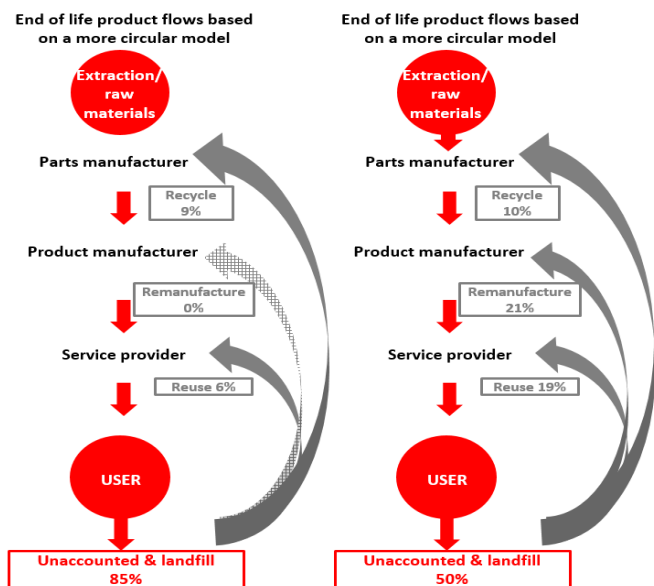 End of life product flows based
on a more circular model
Extraction/
raw
materials
Parts manufacturer
Recycle
9%
Product manufacturer
Remanufacture
0%
Service provider
Reuse 6%
USER
Unaccounted & landfill
85%
End of life product flows based
on a more circular model
Extraction/
raw
materials
Parts manufacturer
Recycle
10%
Product manufacturer
Remanufacture
21%
Service provider
Reuse 19%
USER
Unaccounted & landfill
50%